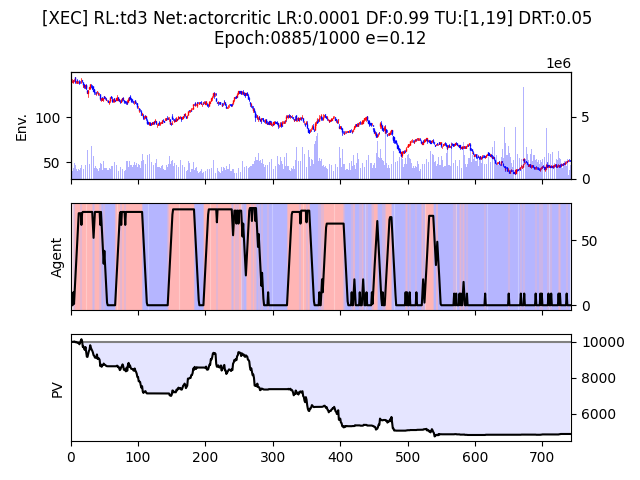 [XEC] RL:td3 Net:actorcritic LR:0.0001 DF:0.99 TU:[1,19] DRT:0.05
Epoch:0885/1000 e=0.12
1e6
Env.
100
50
5
0
Agent
50
0
PV
10000
8000
6000
0 100 200 300 400 500 600 700